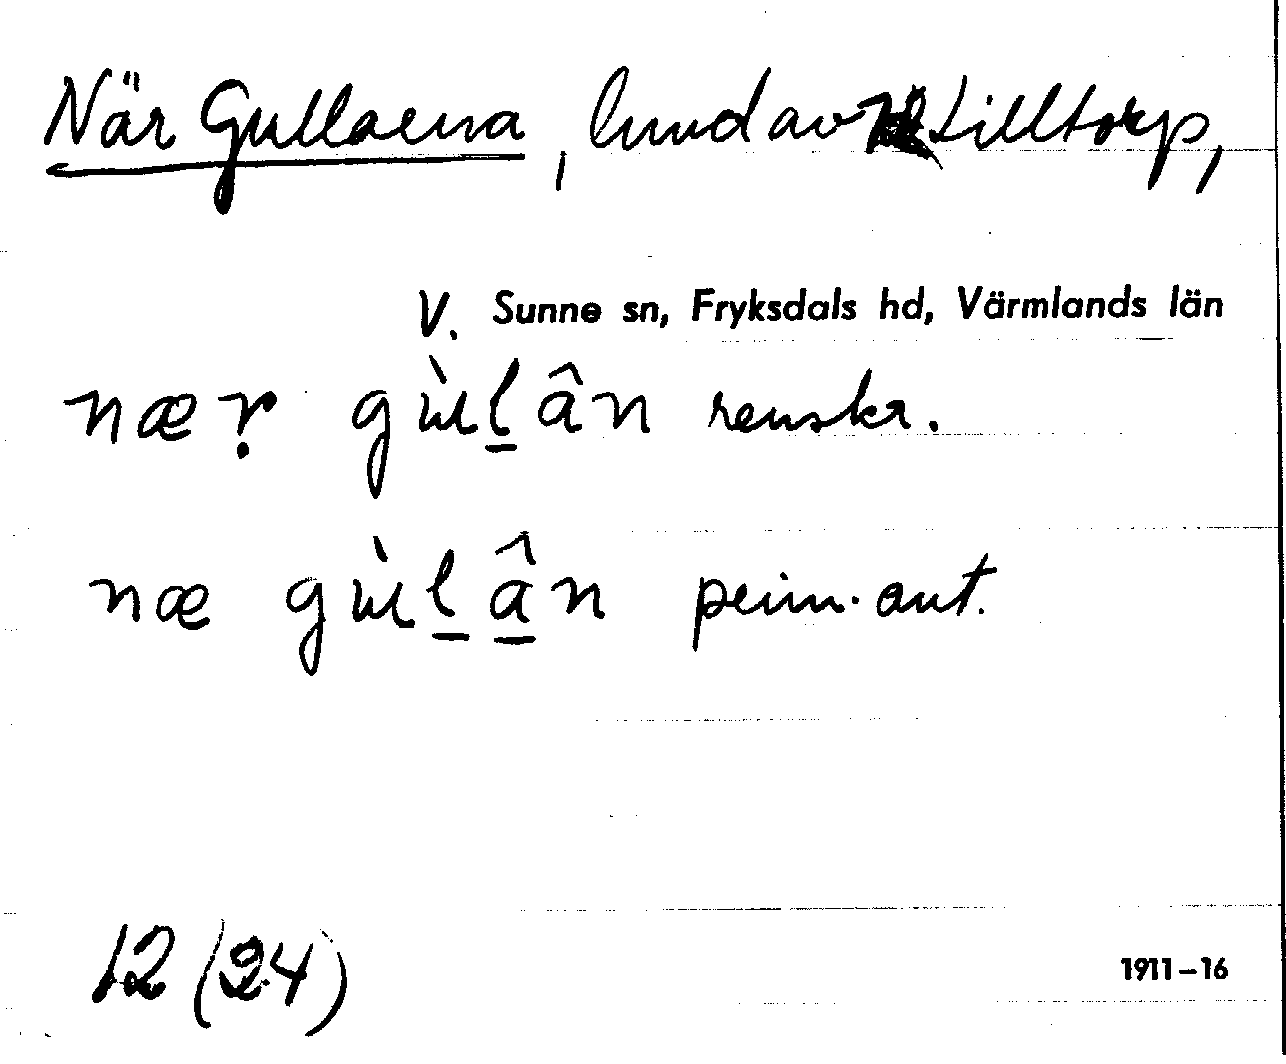 När Gullaena, lund av Lilltorp,
V. Sunne sn, Fryksdals hd, Värmlands län
næṛ gùḻân renskr.
næ gùḻâ̱n prim. ant.
12 (24)
1911–16